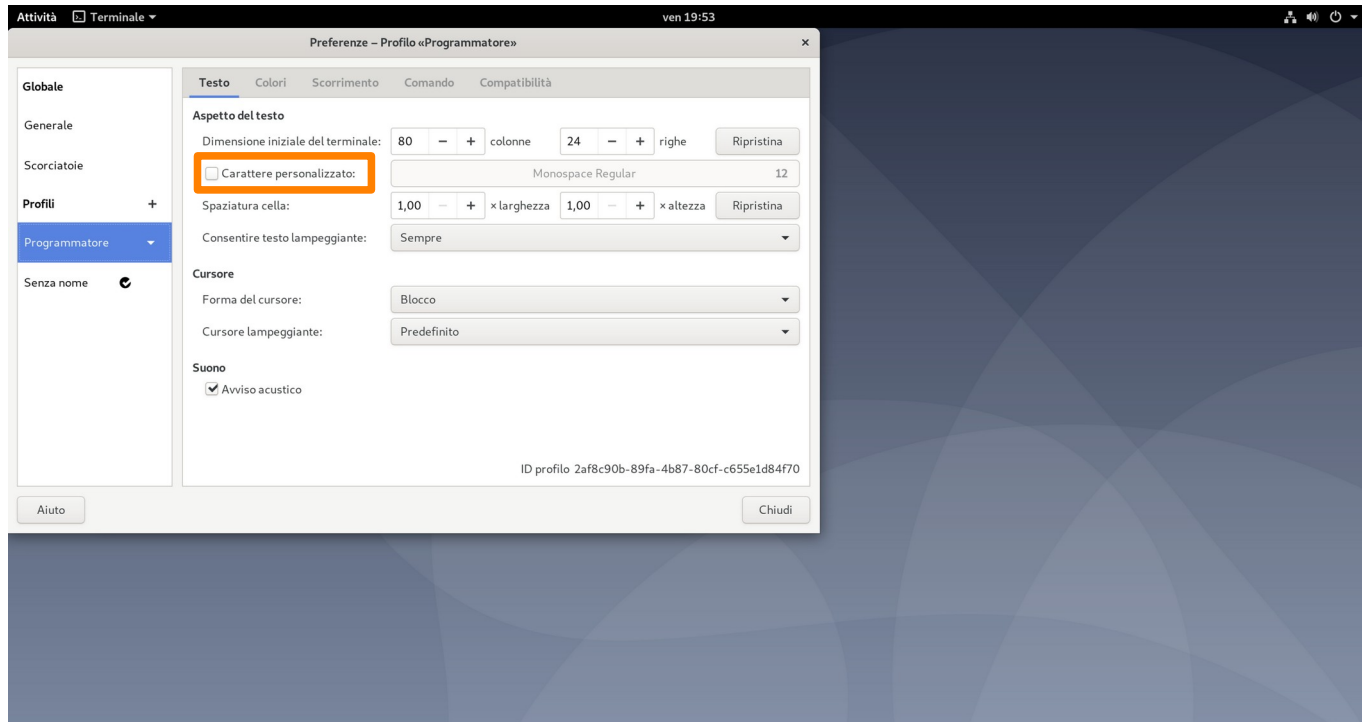 Attività Terminale ven 19:53
Preferenze – Profilo «Programmatore» ×
Globale
Generale
Scorciatoie
Profili +
Programmatore
Senza nome
Testo Colori Scorrimento Comando Compatibilità
Aspetto del testo
Dimensione iniziale del terminale: 80 − + colonne 24 − + righe Ripristina
Carattere personalizzato: Monospace Regular 12
Spaziatura cella: 1,00 − + × larghezza 1,00 − + × altezza Ripristina
Consentire testo lampeggiante: Sempre
Cursore
Forma del cursore: Blocco
Cursore lampeggiante: Predefinito
Suono
Avviso acustico
ID profilo 2af8c90b-89fa-4b87-80cf-c655e1d84f70
Aiuto Chiudi